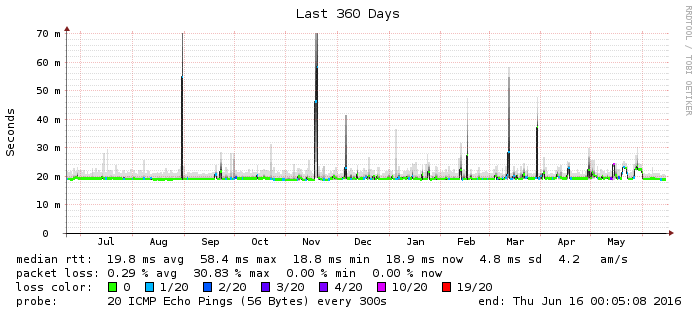 Last 360 Days
RRDTOOL / TOBI OETIKER
Seconds
70 m
60 m
50 m
40 m
30 m
20 m
10 m
0
Jul Aug Sep Oct Nov Dec Jan Feb Mar Apr May
median rtt: 19.8 ms avg 58.4 ms max 18.8 ms min 18.9 ms now 4.8 ms sd 4.2 am/s
packet loss: 0.29 % avg 30.83 % max 0.00 % min 0.00 % now
loss color: 0 1/20 2/20 3/20 4/20 10/20 19/20
probe: 20 ICMP Echo Pings (56 Bytes) every 300s end: Thu Jun 16 00:05:08 2016